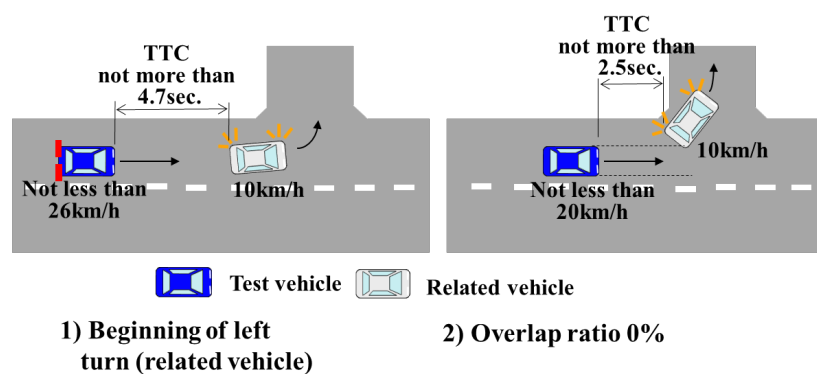 TTC
not more than
4.7sec.
Not less than
26km/h
10km/h
TTC
not more than
2.5sec.
10km/h
Not less than
20km/h
Test vehicle
Related vehicle
1) Beginning of left
turn (related vehicle)
2) Overlap ratio 0%